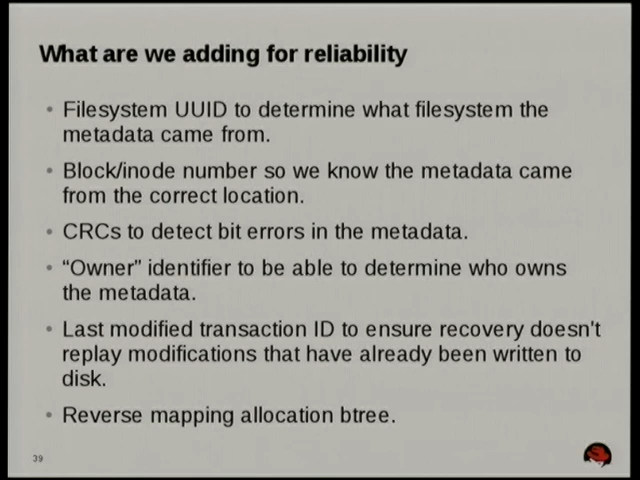 What are we adding for reliability
• Filesystem UUID to determine what filesystem the
metadata came from.
• Block/inode number so we know the metadata came
from the correct location.
• CRCs to detect bit errors in the metadata.
• “Owner” identifier to be able to determine who owns
the metadata.
• Last modified transaction ID to ensure recovery doesn't
replay modifications that have already been written to
disk.
• Reverse mapping allocation btree.
39